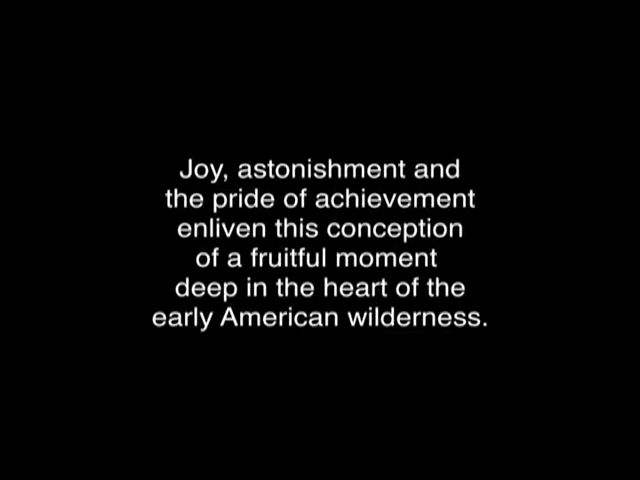 Joy, astonishment and
the pride of achievement
enliven this conception
of a fruitful moment
deep in the heart of the
early American wilderness.